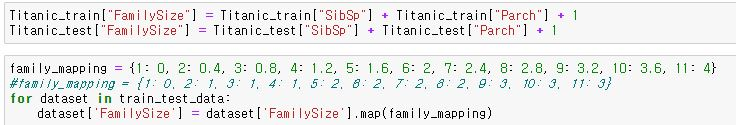 Titanic_train["FamilySize"] = Titanic_train["SibSp"] + Titanic_train["Parch"] + 1
Titanic_test["FamilySize"] = Titanic_test["SibSp"] + Titanic_test["Parch"] + 1
family_mapping = {1: 0, 2: 0.4, 3: 0.8, 4: 1.2, 5: 1.6, 6: 2, 7: 2.4, 8: 2.8, 9: 3.2, 10: 3.6, 11: 4}
#family_mapping = {1: 0, 2: 1, 3: 1, 4: 1, 5: 2, 6: 2, 7: 2, 8: 2, 9: 3, 10: 3, 11: 3}
for dataset in train_test_data:
    dataset['FamilySize'] = dataset['FamilySize'].map(family_mapping)